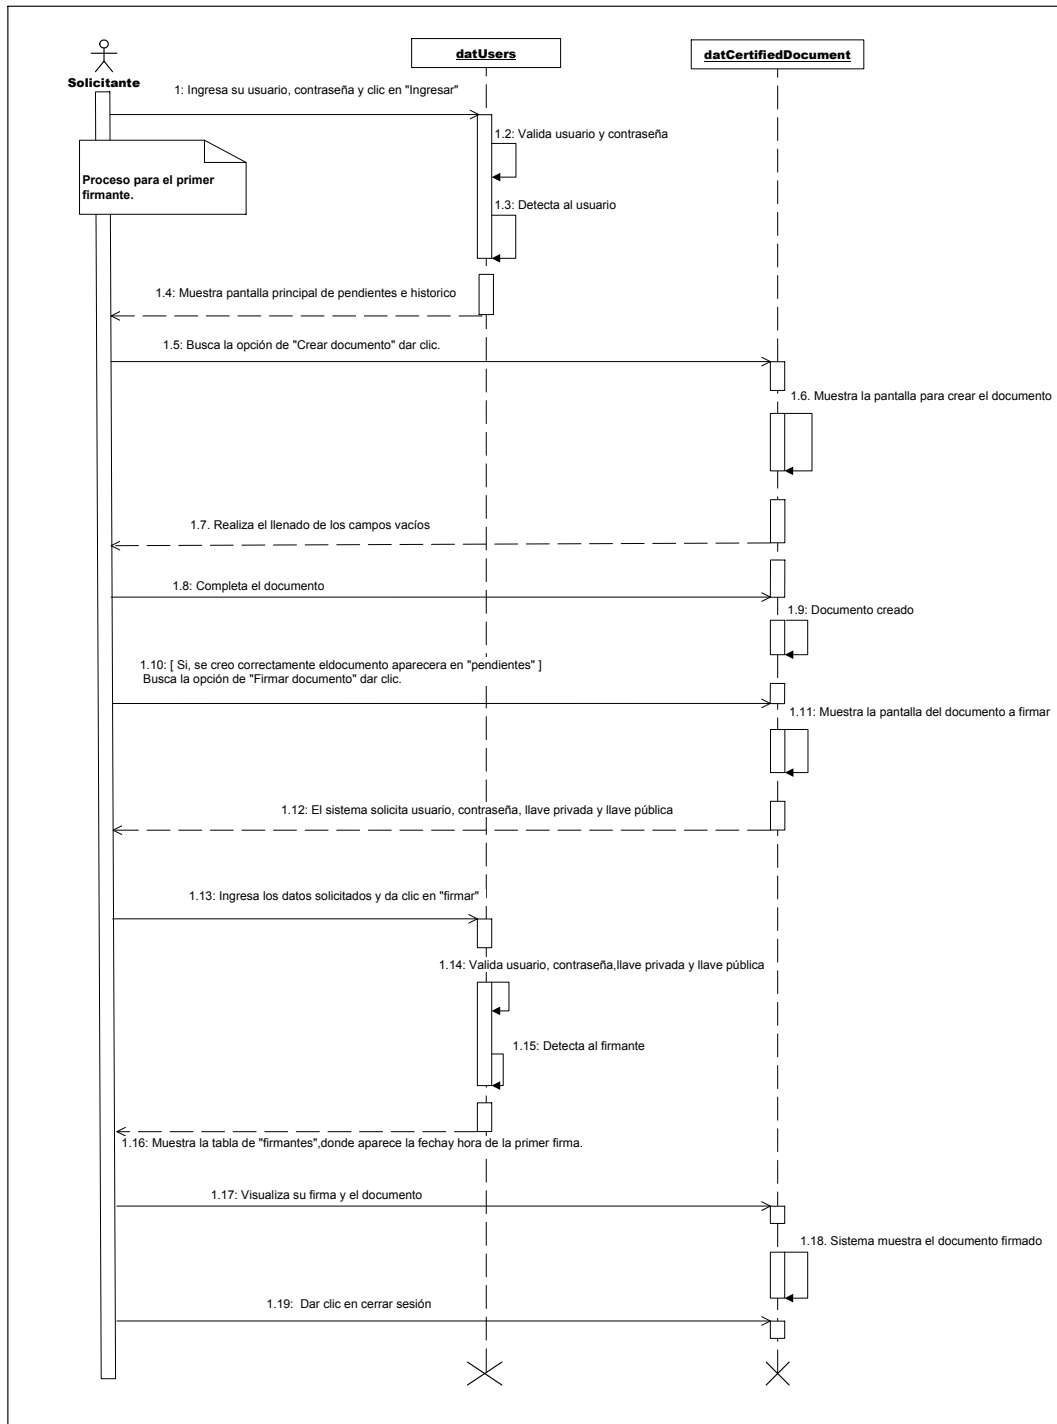 datUsers
datCertifiedDocument
Solicitante
1: Ingresa su usuario, contraseña y clic en "Ingresar"
1.2: Valida usuario y contraseña
Proceso para el primer
firmante.
1.3: Detecta al usuario
1.4: Muestra pantalla principal de pendientes e historico
1.5: Busca la opción de "Crear documento" dar clic.
1.6. Muestra la pantalla para crear el documento
1.7. Realiza el llenado de los campos vacíos
1.8: Completa el documento
1.9: Documento creado
1.10: [ Si, se creo correctamente eldocumento aparecera en "pendientes" ]
Busca la opción de "Firmar documento" dar clic.
1.11: Muestra la pantalla del documento a firmar
1.12: El sistema solicita usuario, contraseña, llave privada y llave pública
1.13: Ingresa los datos solicitados y da clic en "firmar"
1.14: Valida usuario, contraseña,llave privada y llave pública
1.15: Detecta al firmante
1.16: Muestra la tabla de "firmantes",donde aparece la fechay hora de la primer firma.
1.17: Visualiza su firma y el documento
1.18. Sistema muestra el documento firmado
1.19: Dar clic en cerrar sesión